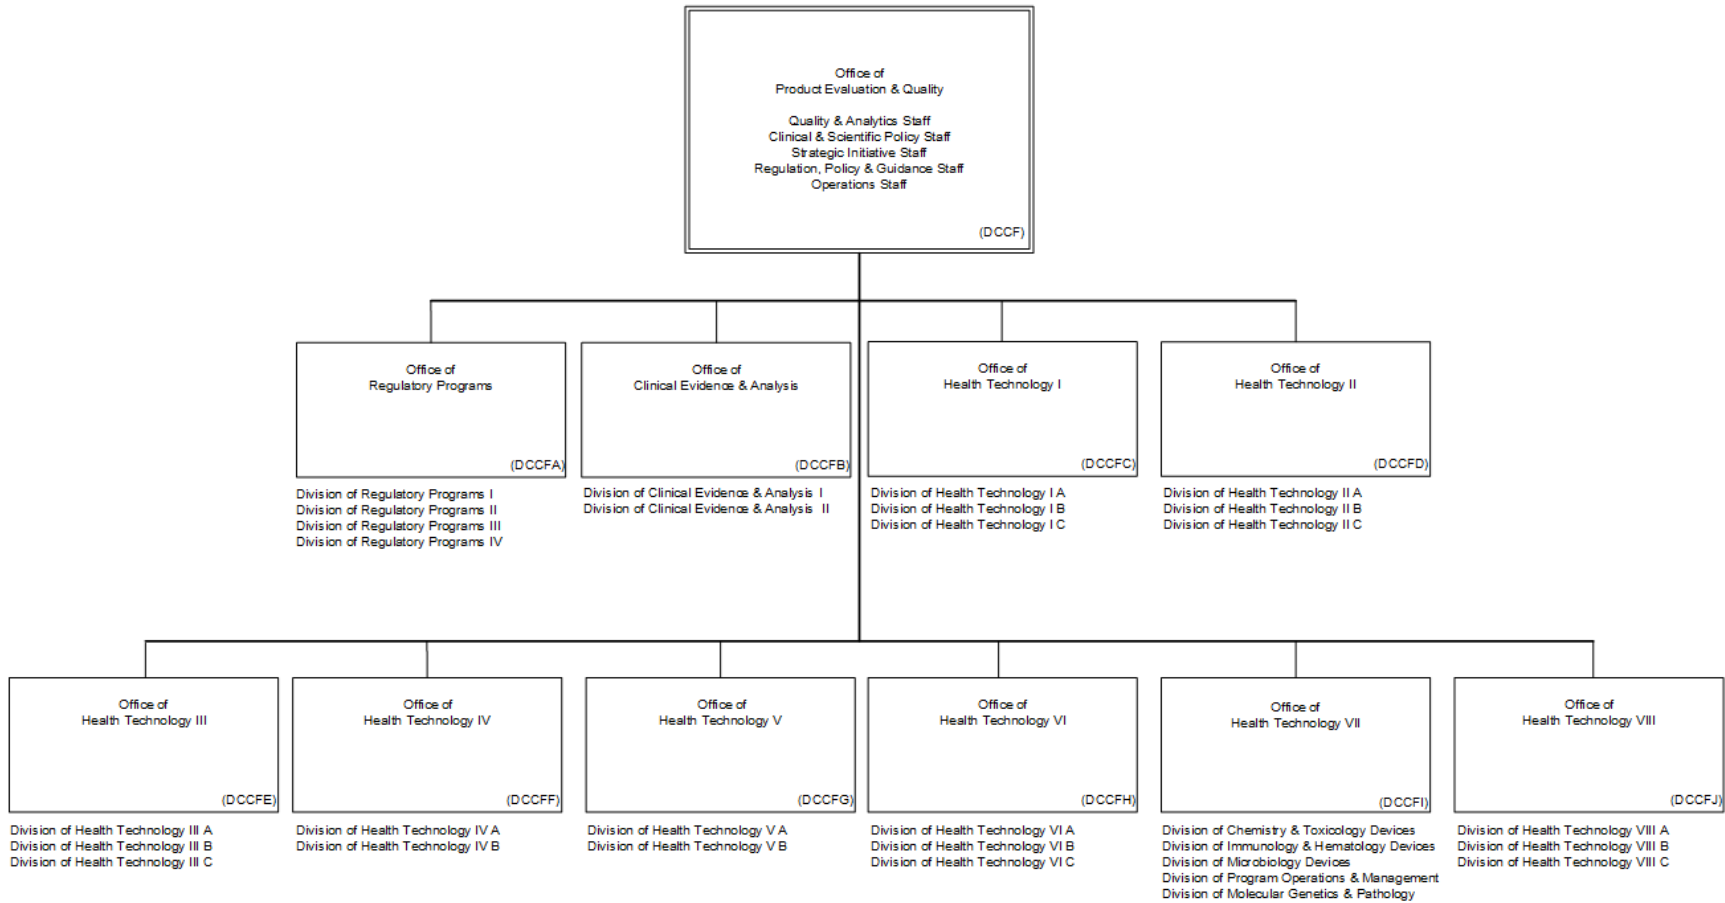 Office of
Product Evaluation & Quality
Quality & Analytics Staff
Clinical & Scientific Policy Staff
Strategic Initiative Staff
Regulation, Policy & Guidance Staff
Operations Staff
(DCCF)
Office of
Regulatory Programs
(DCCFA)
Division of Regulatory Programs I
Division of Regulatory Programs II
Division of Regulatory Programs III
Division of Regulatory Programs IV
Office of
Clinical Evidence & Analysis
(DCCFB)
Division of Clinical Evidence & Analysis I
Division of Clinical Evidence & Analysis II
Office of
Health Technology I
(DCCFC)
Division of Health Technology I A
Division of Health Technology I B
Division of Health Technology I C
Office of
Health Technology II
(DCCFD)
Division of Health Technology II A
Division of Health Technology II B
Division of Health Technology II C
Office of
Health Technology III
(DCCFE)
Division of Health Technology III A
Division of Health Technology III B
Division of Health Technology III C
Office of
Health Technology IV
(DCCFF)
Division of Health Technology IV A
Division of Health Technology IV B
Office of
Health Technology V
(DCCFG)
Division of Health Technology V A
Division of Health Technology V B
Office of
Health Technology VI
(DCCFH)
Division of Health Technology VI A
Division of Health Technology VI B
Division of Health Technology VI C
Office of
Health Technology VII
(DCCFI)
Division of Chemistry & Toxicology Devices
Division of Immunology & Hematology Devices
Division of Microbiology Devices
Division of Program Operations & Management
Division of Molecular Genetics & Pathology
Office of
Health Technology VIII
(DCCFJ)
Division of Health Technology VIII A
Division of Health Technology VIII B
Division of Health Technology VIII C